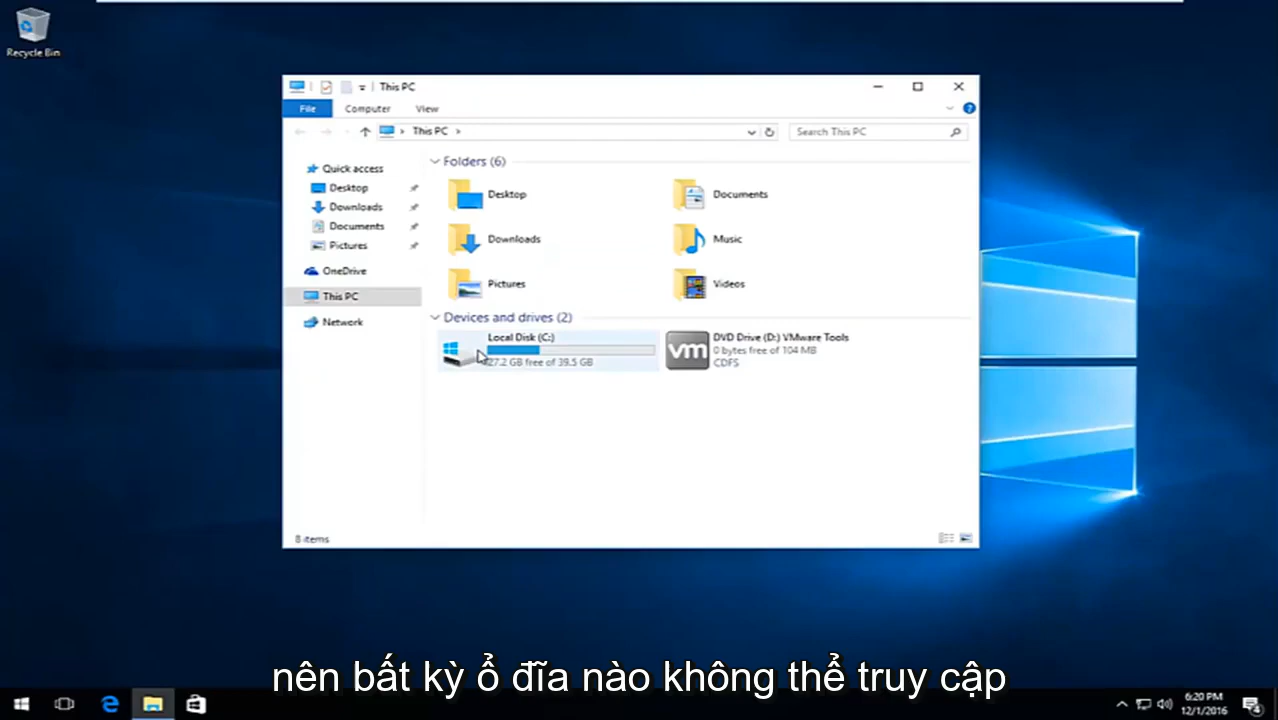 Recycle Bin
This PC
File
Computer
View
This PC
Search This PC
Quick access
Desktop
Downloads
Documents
Pictures
OneDrive
This PC
Network
Folders (6)
Desktop
Documents
Downloads
Music
Pictures
Videos
Devices and drives (2)
Local Disk (C:)
27.2 GB free of 39.5 GB
vm
DVD Drive (D:) VMware Tools
0 bytes free of 104 MB
CDFS
8 items
nên bất kỳ ổ đĩa nào không thể truy cập
6:20 PM
12/1/2016
4